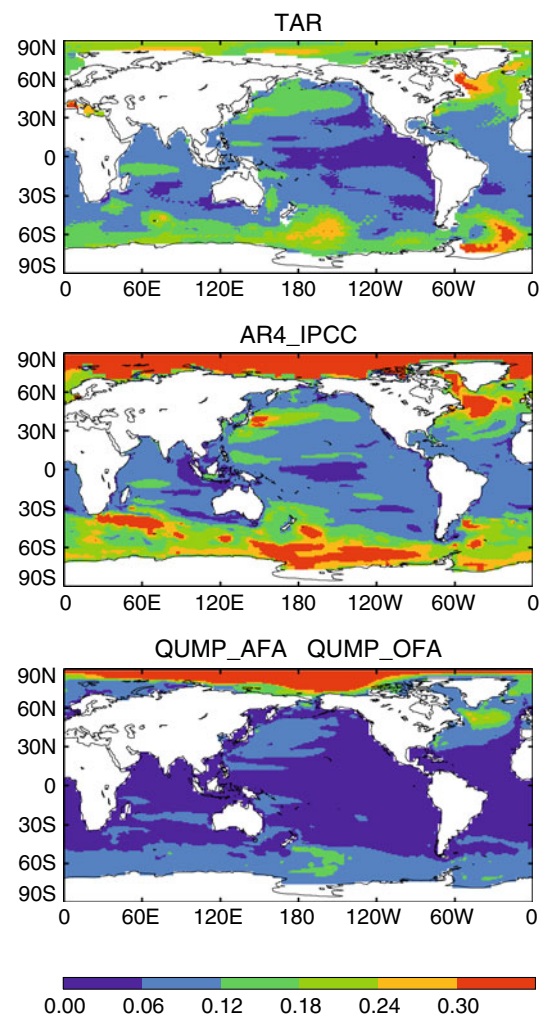 TAR
90N
60N
30N
0
30S
60S
90S
0 60E 120E 180 120W 60W 0
AR4_IPCC
90N
60N
30N
0
30S
60S
90S
0 60E 120E 180 120W 60W 0
QUMP_AFA QUMP_OFA
90N
60N
30N
0
30S
60S
90S
0 60E 120E 180 120W 60W 0
0.00 0.06 0.12 0.18 0.24 0.30